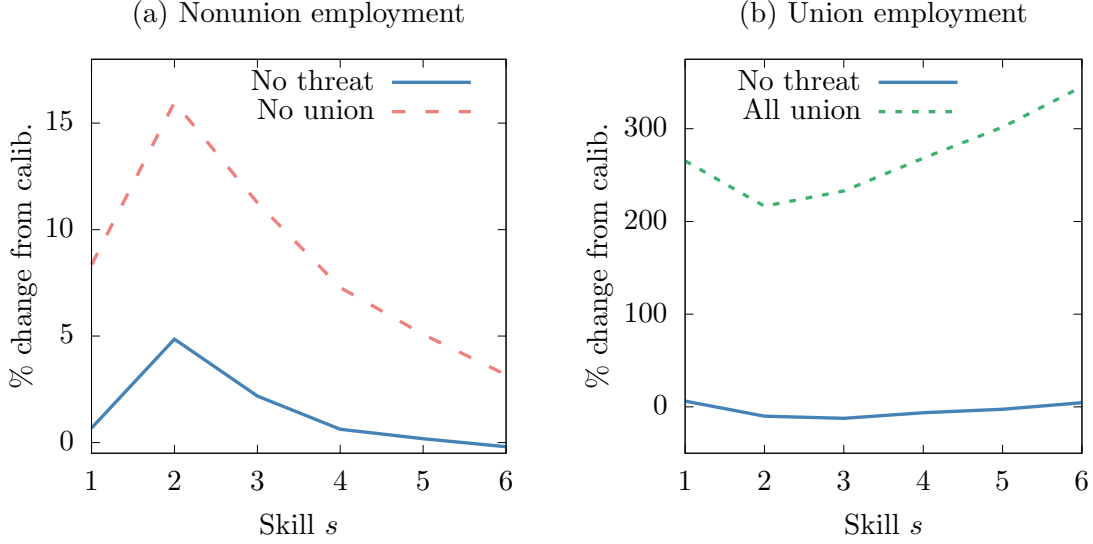 (a) Nonunion employment
% change from calib.
No threat
No union
15
10
5
0
1 2 3 4 5 6
Skill s
(b) Union employment
% change from calib.
No threat
All union
300
200
100
0
1 2 3 4 5 6
Skill s